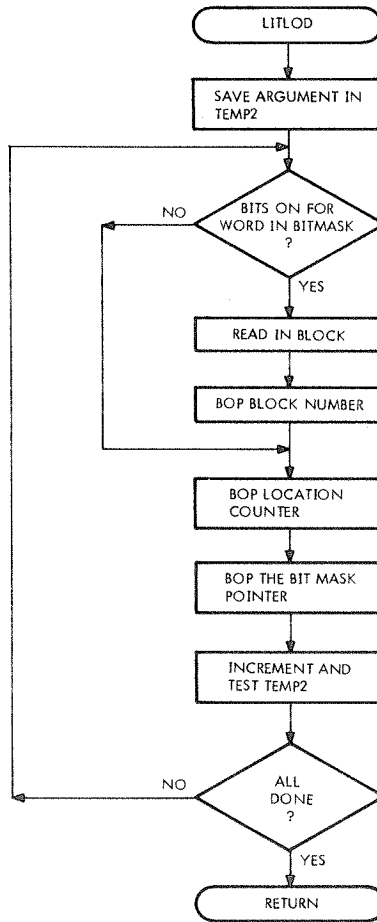 LITLOD
SAVE ARGUMENT IN
TEMP2
BITS ON FOR
WORD IN BITMASK
?
NO
YES
READ IN BLOCK
BOP BLOCK NUMBER
BOP LOCATION
COUNTER
BOP THE BIT MASK
POINTER
INCREMENT AND
TEST TEMP2
ALL
DONE
?
NO
YES
RETURN